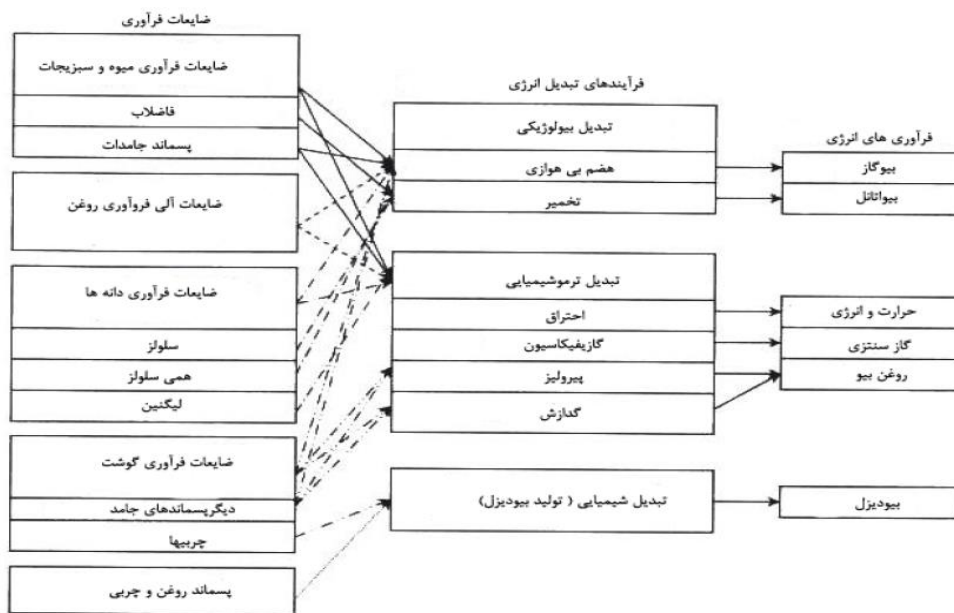 ضایعات فرآوری
ضایعات فرآوری میوه و سبزیجات
فاضلاب
پسماند جامدات
ضایعات آلی فروآوری روغن
ضایعات فرآوری دانه ها
سلولز
همی سلولز
لیگنین
ضایعات فرآوری گوشت
دیگرپسماندهای جامد
چربیها
پسماند روغن و چربی
فرآیندهای تبدیل انرژی
تبدیل بیولوژیکی
هضم بی هوازی
تخمیر
تبدیل ترموشیمیایی
احتراق
گازیفیکاسیون
پیرولیز
گدازش
تبدیل شیمیایی ( تولید بیودیزل)
فرآوری های انرژی
بیوگاز
بیواتانل
حرارت و انرژی
گاز سنتزی
روغن بیو
بیودیزل